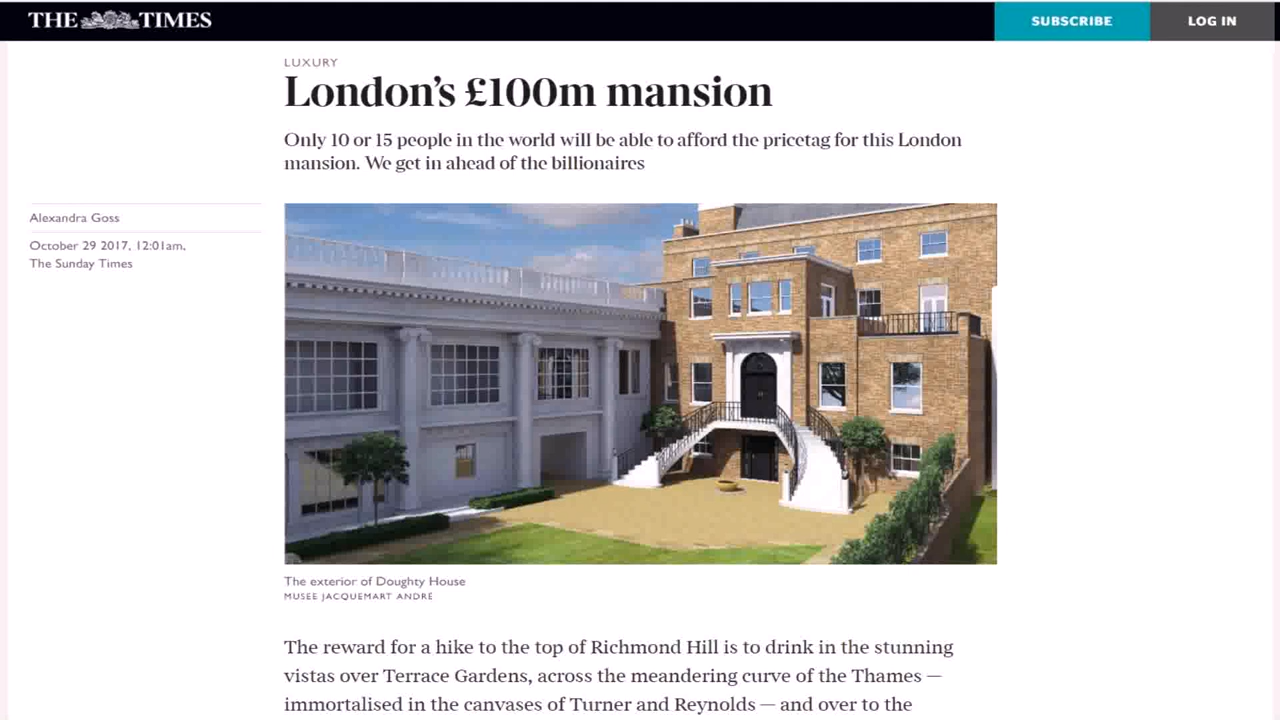 THE TIMES
SUBSCRIBE
LOG IN
LUXURY
London's £100m mansion
Only 10 or 15 people in the world will be able to afford the pricetag for this London
mansion. We get in ahead of the billionaires
Alexandra Goss
October 29 2017, 12:01am,
The Sunday Times
The exterior of Doughty House
MUSEE JACQUEMART ANDRÉ
The reward for a hike to the top of Richmond Hill is to drink in the stunning
vistas over Terrace Gardens, across the meandering curve of the Thames —
immortalised in the canvases of Turner and Reynolds — and over to the